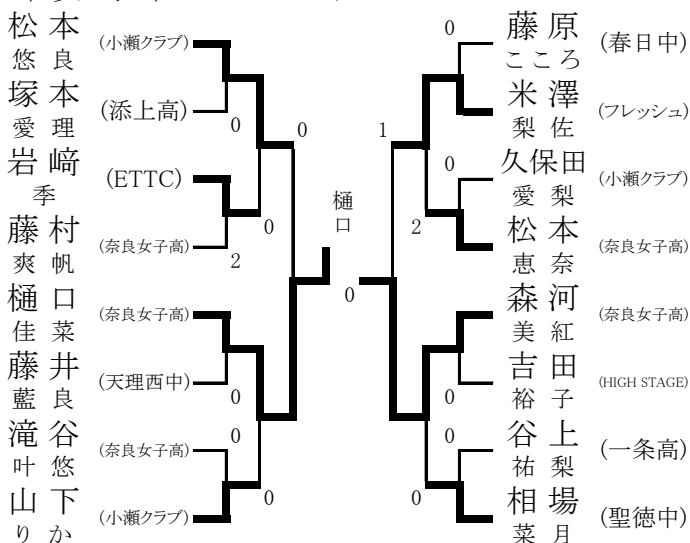 松本
悠良
(小瀬クラブ)
塚本
愛理
(添上高)
岩﨑
季
(ETTC)
藤村
爽帆
(奈良女子高)
樋口
佳菜
(奈良女子高)
藤井
藍良
(天理西中)
滝谷
叶悠
(奈良女子高)
山下
りか
(小瀬クラブ)
0
0
0
2
0
0
0
樋口
0
0
1
0
2
0
0
0
藤原
こころ
(春日中)
米澤
梨佐
(フレッシュ)
久保田
愛梨
(小瀬クラブ)
松本
恵奈
(奈良女子高)
森河
美紅
(奈良女子高)
吉田
裕子
(HIGH STAGE)
谷上
祐梨
(一条高)
相場
菜月
(聖徳中)